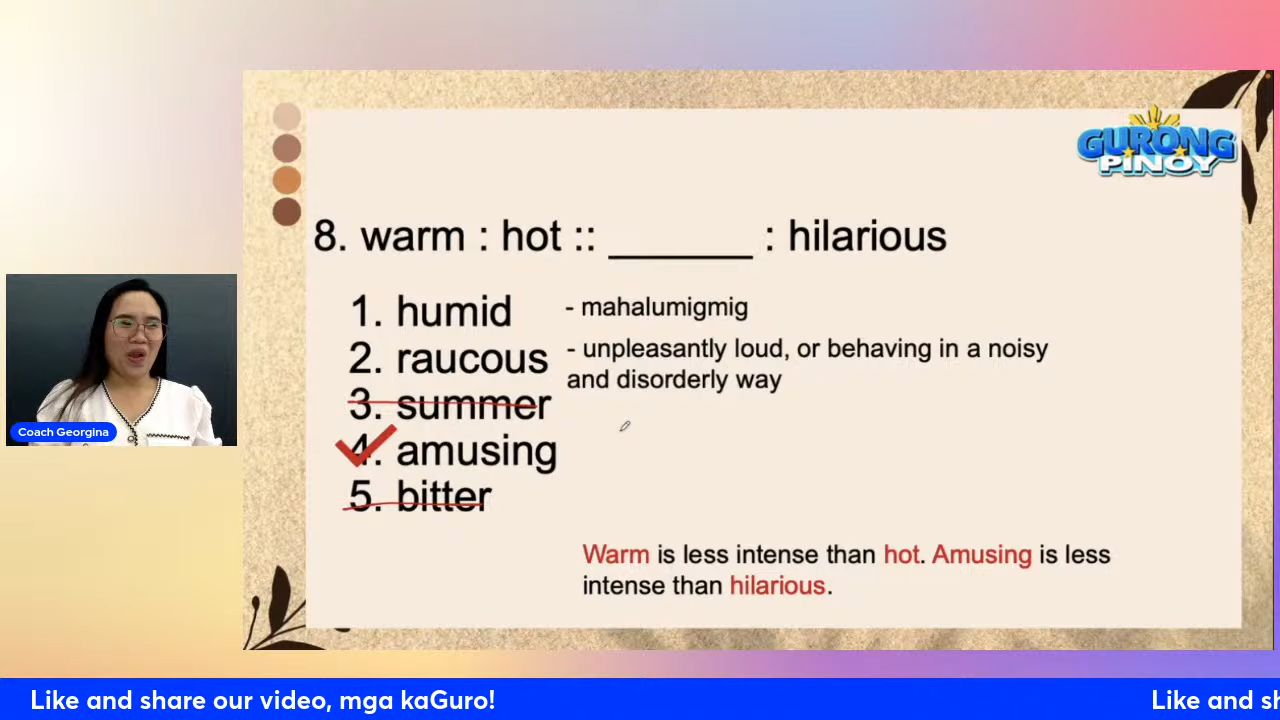 GURONG
PINOY
8. warm : hot :: _______ : hilarious
1. humid - mahalumigmig
2. raucous - unpleasantly loud, or behaving in a noisy
and disorderly way
3. summer
4. amusing
5. bitter
Warm is less intense than hot. Amusing is less
intense than hilarious.
Coach Georgina
Like and share our video, mga kaGuro! Like and sh